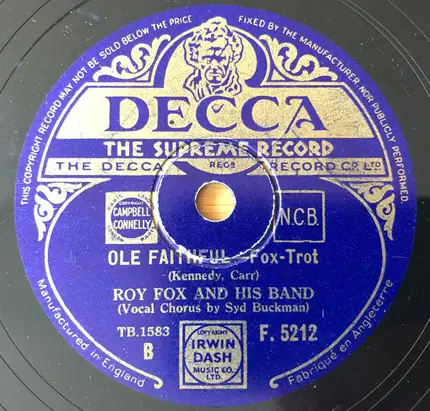 THIS COPYRIGHT RECORD MAY NOT BE SOLD BELOW THE PRICE FIXED BY THE MANUFACTURER NOR PUBLICLY PERFORMED.
DECCA
THE SUPREME RECORD
THE DECCA REGD RECORD CO. LTD
COPYRIGHT
CAMPBELL
CONNELLY
N.C.B.
OLE FAITHFUL - Fox-Trot
(Kennedy, Carr)
ROY FOX AND HIS BAND
(Vocal Chorus by Syd Buckman)
TB.1583
B
F. 5212
COPYRIGHT
IRWIN
DASH
MUSIC CO.
LTD.
Manufactured in England
Fabriqué en Angleterre